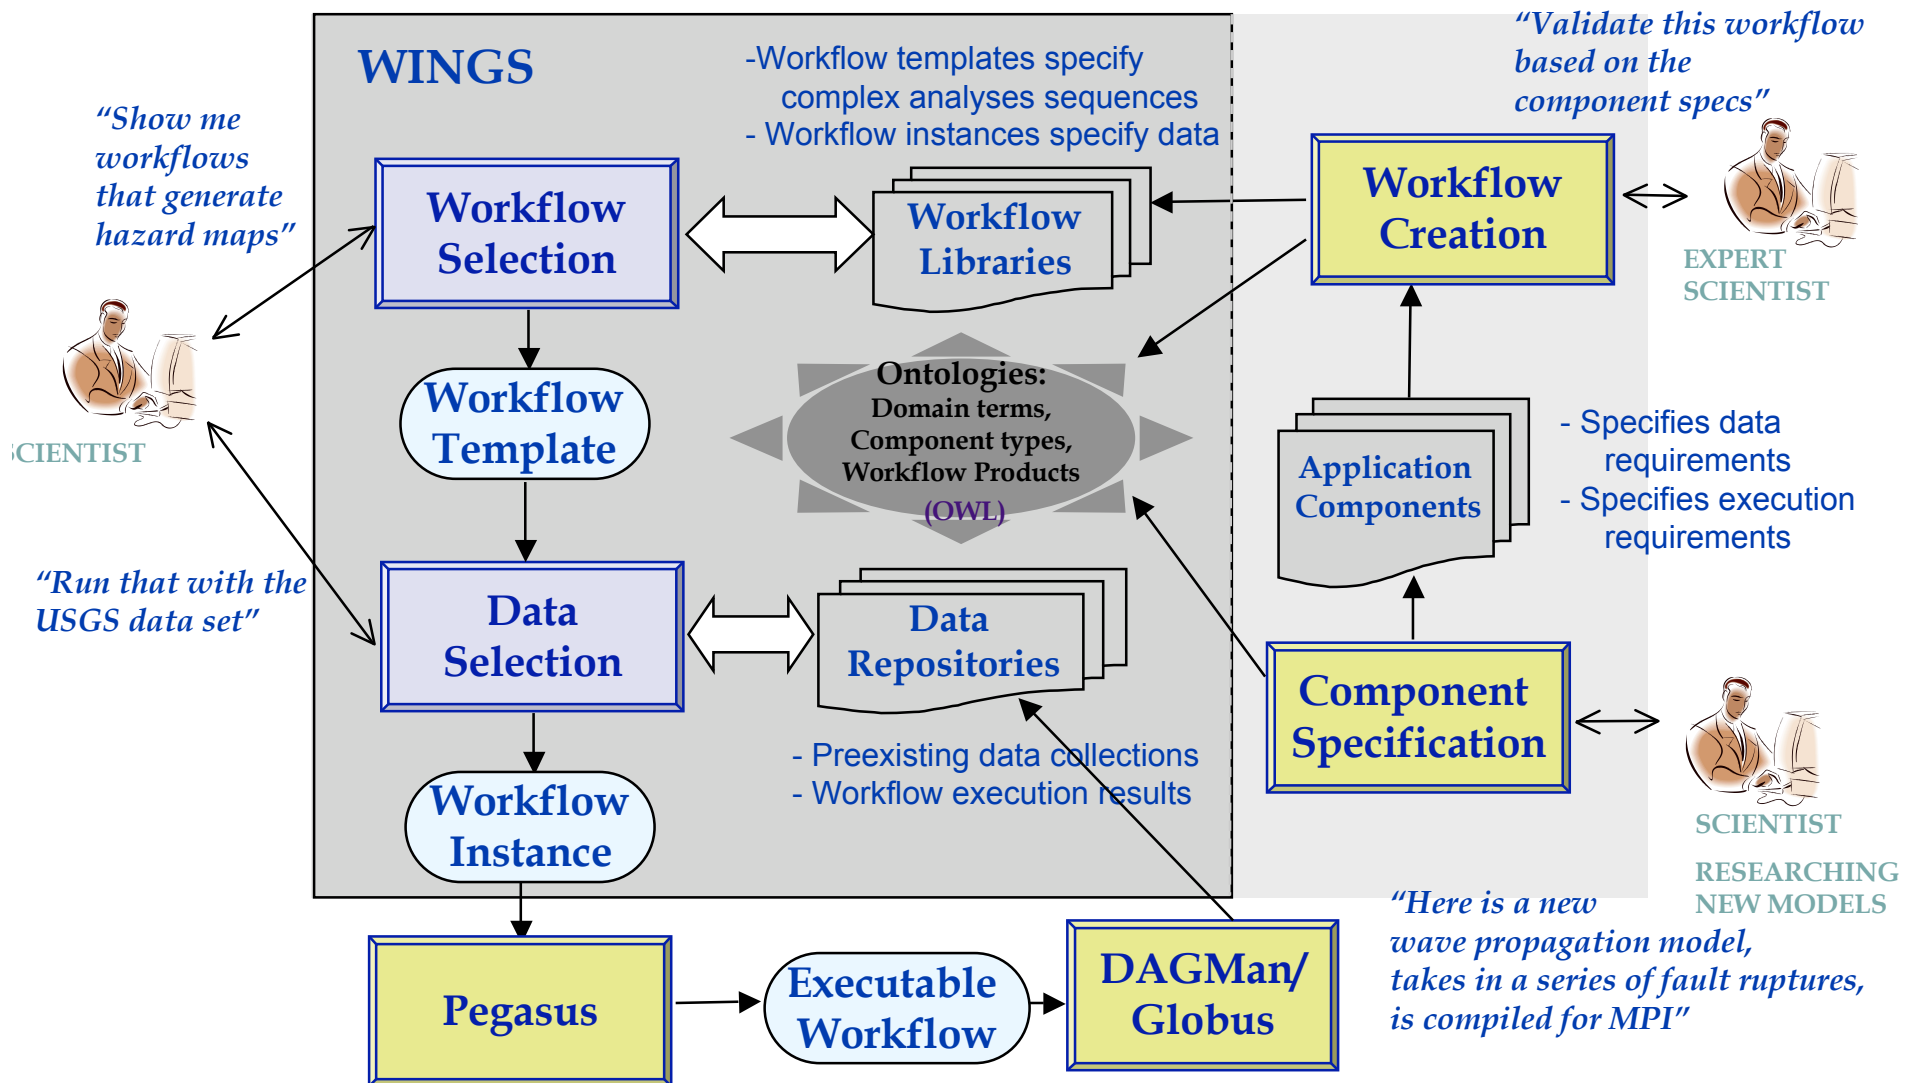 WINGS
-Workflow templates specify
complex analyses sequences
- Workflow instances specify data
“Validate this workflow
based on the
component specs”
“Show me
workflows
that generate
hazard maps”
Workflow
Selection
Workflow
Libraries
Workflow
Creation
EXPERT
SCIENTIST
CIENTIST
Workflow
Template
Ontologies:
Domain terms,
Component types,
Workflow Products
(OWL)
Application
Components
- Specifies data
requirements
- Specifies execution
requirements
“Run that with the
USGS data set”
Data
Selection
Data
Repositories
Component
Specification
- Preexisting data collections
- Workflow execution results
Workflow
Instance
SCIENTIST
RESEARCHING
NEW MODELS
“Here is a new
wave propagation model,
takes in a series of fault ruptures,
is compiled for MPI”
Pegasus
Executable
Workflow
DAGMan/
Globus